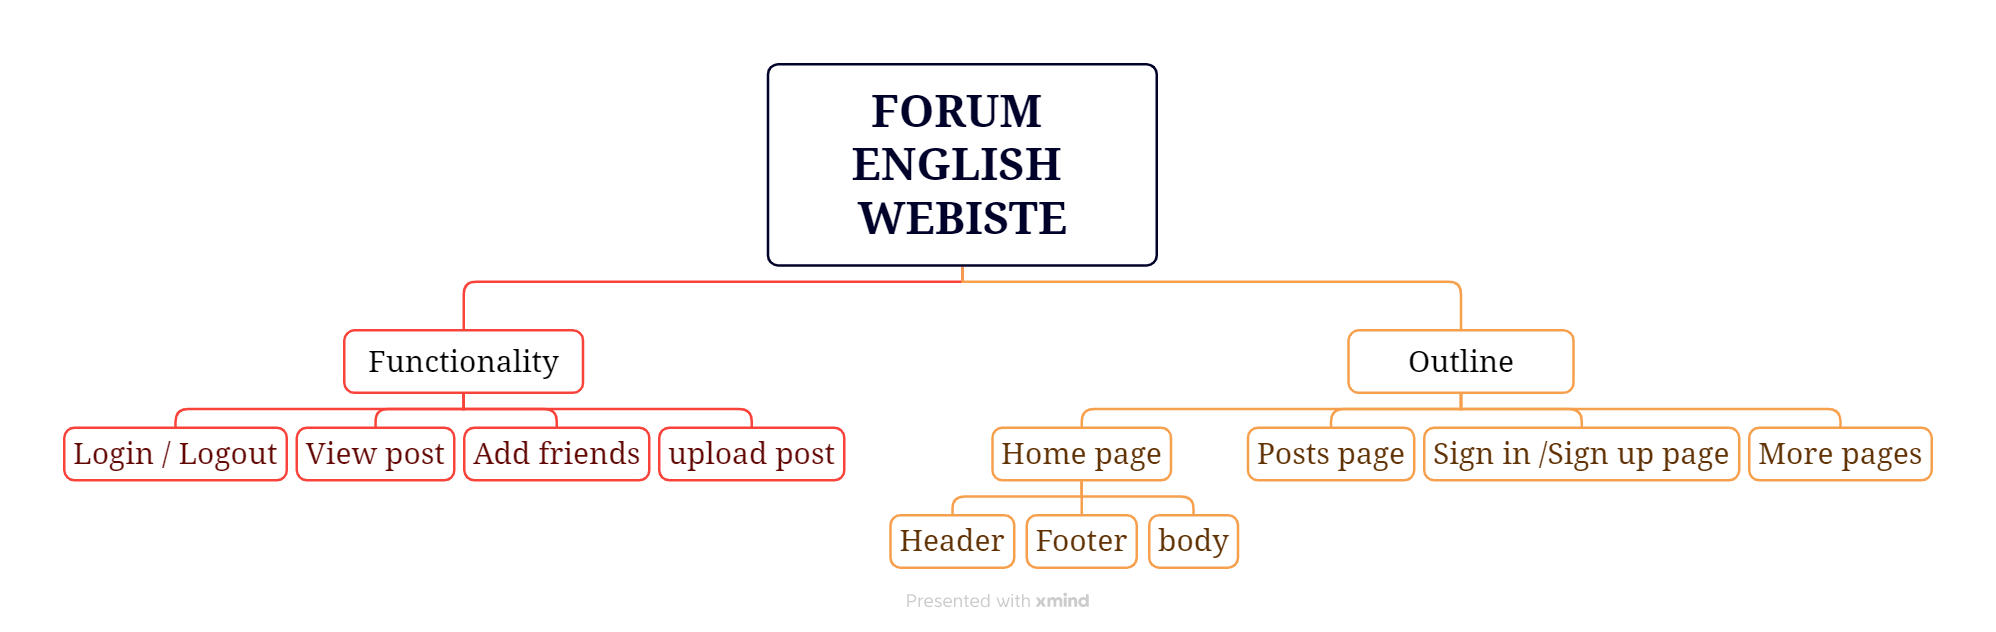 FORUM
ENGLISH
WEBISTE
Functionality
Outline
Login / Logout
View post
Add friends
upload post
Home page
Posts page
Sign in /Sign up page
More pages
Header
Footer
body
Presented with xmind